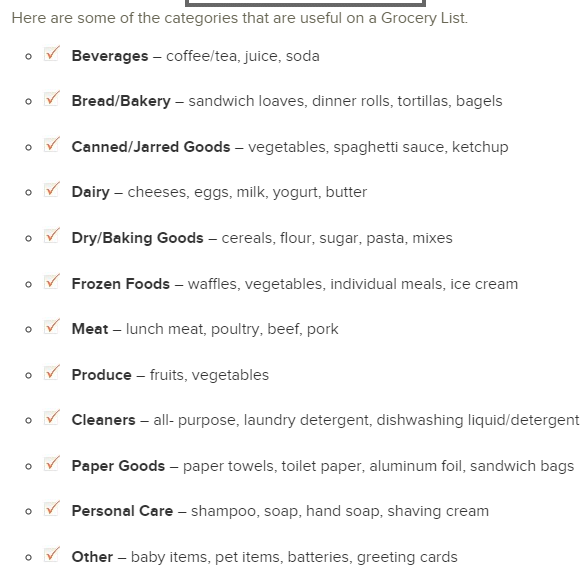 Here are some of the categories that are useful on a Grocery List.
Beverages – coffee/tea, juice, soda
Bread/Bakery – sandwich loaves, dinner rolls, tortillas, bagels
Canned/Jarred Goods – vegetables, spaghetti sauce, ketchup
Dairy – cheeses, eggs, milk, yogurt, butter
Dry/Baking Goods – cereals, flour, sugar, pasta, mixes
Frozen Foods – waffles, vegetables, individual meals, ice cream
Meat – lunch meat, poultry, beef, pork
Produce – fruits, vegetables
Cleaners – all- purpose, laundry detergent, dishwashing liquid/detergent
Paper Goods – paper towels, toilet paper, aluminum foil, sandwich bags
Personal Care – shampoo, soap, hand soap, shaving cream
Other – baby items, pet items, batteries, greeting cards